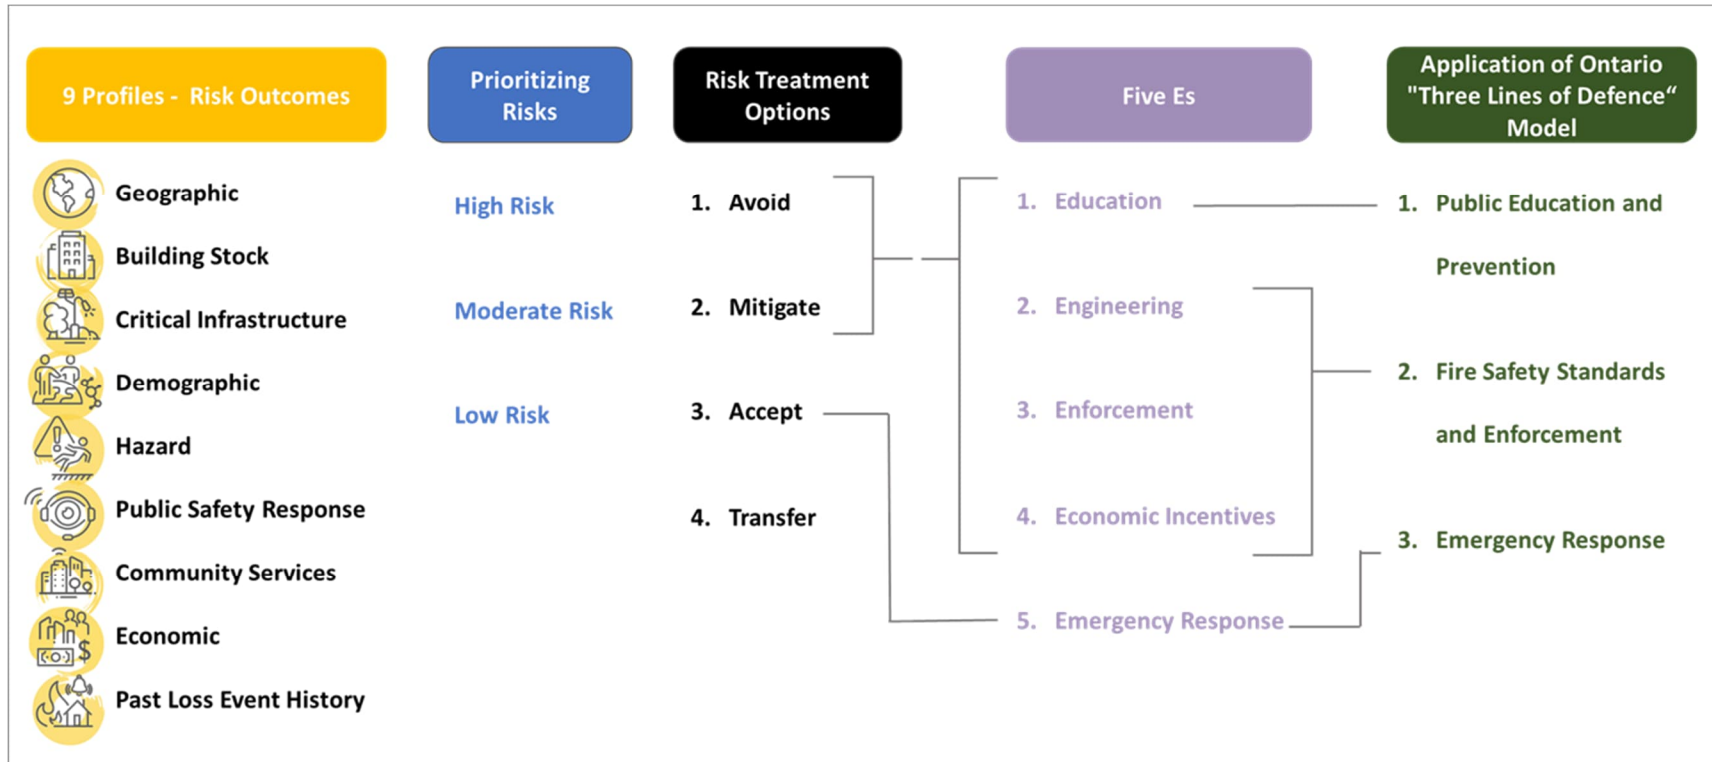 9 Profiles - Risk Outcomes
Geographic
Building Stock
Critical Infrastructure
Demographic
Hazard
Public Safety Response
Community Services
Economic
Past Loss Event History
Prioritizing
Risks
High Risk
Moderate Risk
Low Risk
Risk Treatment
Options
1. Avoid
2. Mitigate
3. Accept
4. Transfer
Five Es
1. Education
2. Engineering
3. Enforcement
4. Economic Incentives
5. Emergency Response
Application of Ontario
"Three Lines of Defence“
Model
1. Public Education and
Prevention
2. Fire Safety Standards
and Enforcement
3. Emergency Response